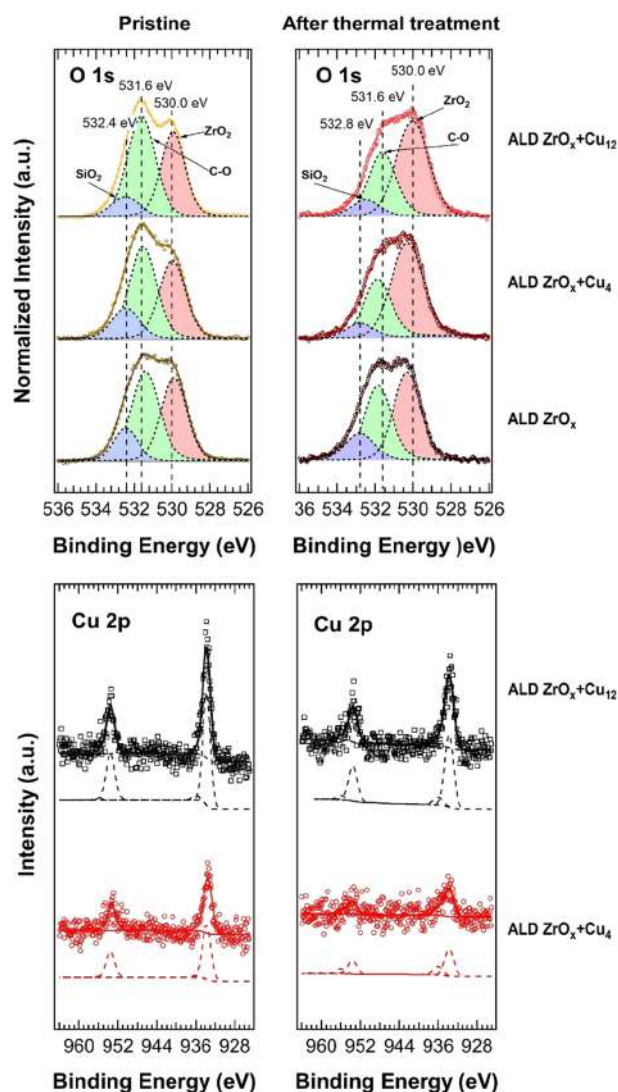 Pristine
After thermal treatment
O 1s
531.6 eV
532.4 eV
530.0 eV
ZrO₂
SiO₂
C-O
O 1s
530.0 eV
531.6 eV
532.8 eV
ZrO₂
C-O
SiO₂
ALD ZrOₓ+Cu₁₂
ALD ZrOₓ+Cu₄
ALD ZrOₓ
Normalized Intensity (a.u.)
536 534 532 530 528 526
36 534 532 530 528 526
Binding Energy (eV)
Binding Energy )eV)
Cu 2p
Cu 2p
ALD ZrOₓ+Cu₁₂
ALD ZrOₓ+Cu₄
Intensity (a.u.)
960 952 944 936 928
960 952 944 936 928
Binding Energy (eV)
Binding Energy (eV)